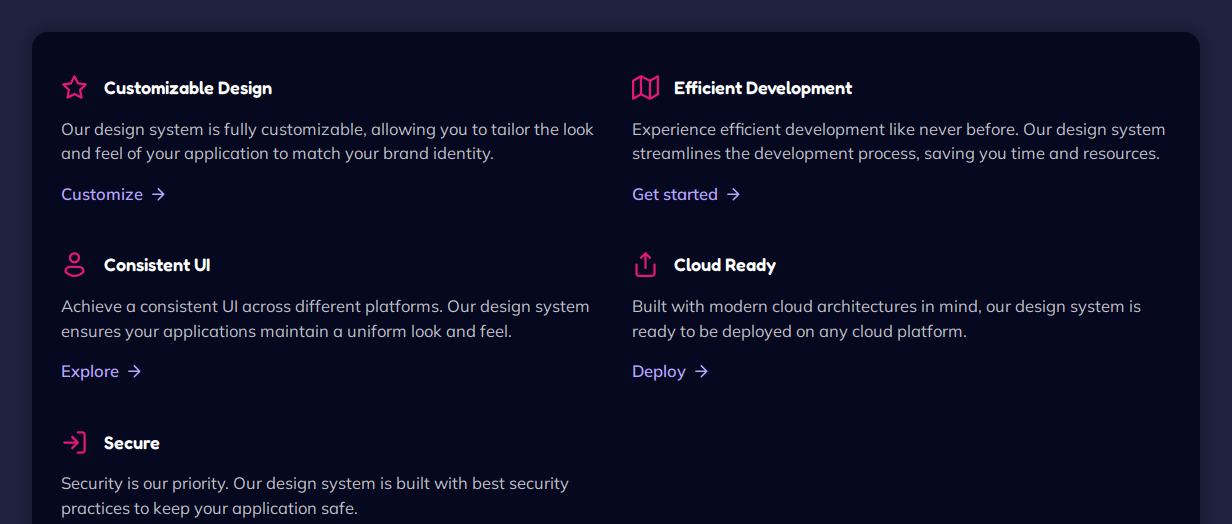 Customizable Design
Our design system is fully customizable, allowing you to tailor the look
and feel of your application to match your brand identity.
Customize
Efficient Development
Experience efficient development like never before. Our design system
streamlines the development process, saving you time and resources.
Get started
Consistent UI
Achieve a consistent UI across different platforms. Our design system
ensures your applications maintain a uniform look and feel.
Explore
Cloud Ready
Built with modern cloud architectures in mind, our design system is
ready to be deployed on any cloud platform.
Deploy
Secure
Security is our priority. Our design system is built with best security
practices to keep your application safe.